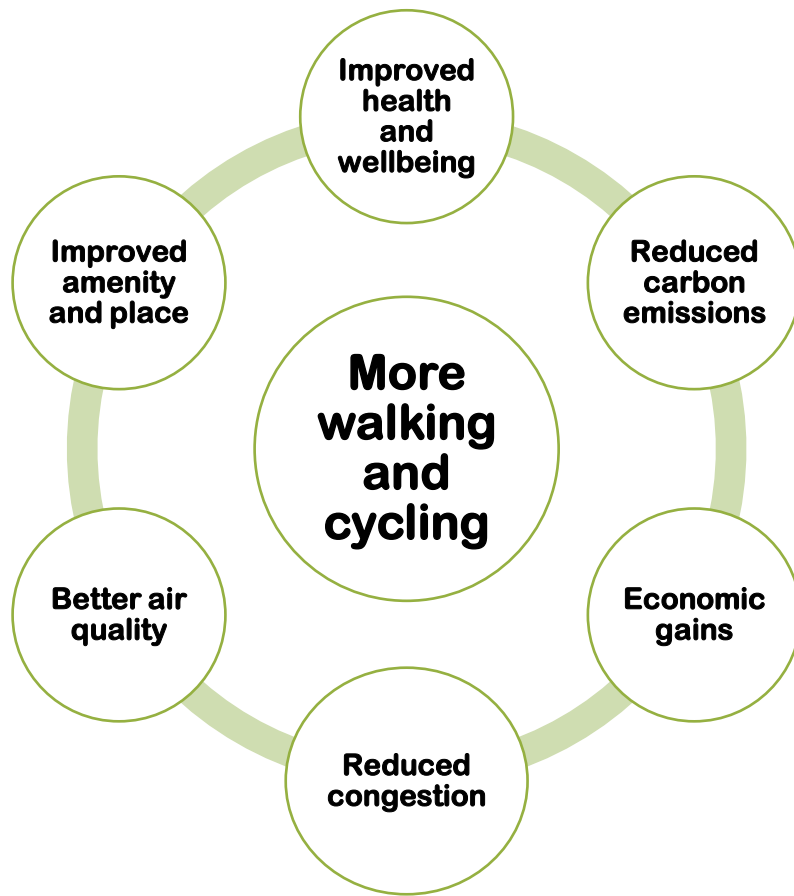 Improved
health
and
wellbeing
Reduced
carbon
emissions
Economic
gains
Reduced
congestion
Better air
quality
Improved
amenity
and place
More
walking
and
cycling